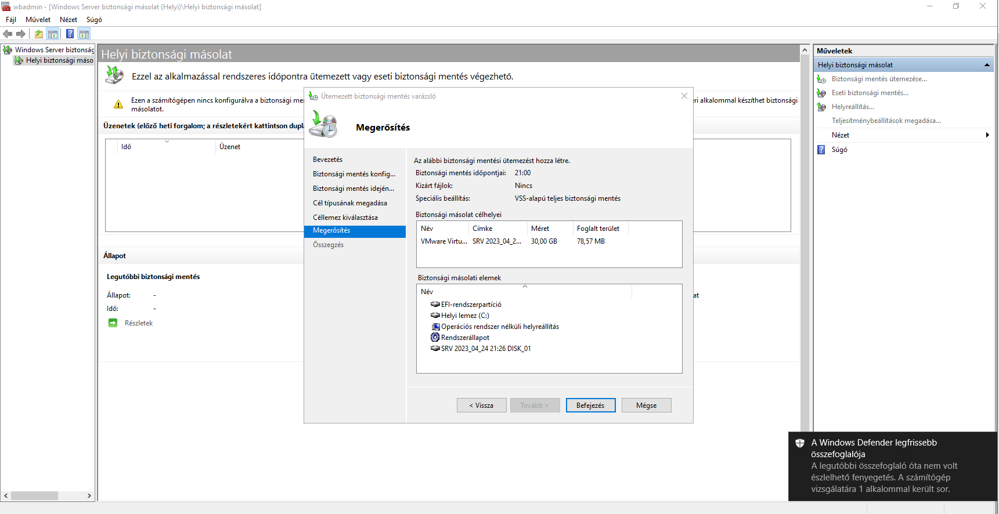 wbadmin - [Windows Server biztonsági másolat (Helyi)\Helyi biztonsági másolat]
Fájl Művelet Nézet Súgó
Windows Server biztonság
Helyi biztonsági máso
Helyi biztonsági másolat
Ezzel az alkalmazással rendszeres időpontra ütemezett vagy eseti biztonsági mentés végezhető.
Ezen a számítógépen nincs konfigurálva a biztonsági me
ri alkalommal készíthet biztonsági
másolatot.
Üzenetek (előző heti forgalom; a részletekért kattintson dupla
Idő Üzenet
Állapot
Legutóbbi biztonsági mentés
Állapot: -
Idő: -
Részletek
at
Ütemezett biztonsági mentés varázsló
Megerősítés
Bevezetés
Biztonsági mentés konfig...
Biztonsági mentés idején...
Cél típusának megadása
Céllemez kiválasztása
Megerősítés
Összegzés
Az alábbi biztonsági mentési ütemezést hozza létre.
Biztonsági mentés időpontjai: 21:00
Kizárt fájlok: Nincs
Speciális beállítás: VSS-alapú teljes biztonsági mentés
Biztonsági másolat célhelyei
Név Címke Méret Foglalt terület
VMware Virtu... SRV 2023_04_2... 30,00 GB 78,57 MB
Biztonsági másolati elemek
Név
EFI-rendszerpartíció
Helyi lemez (C:)
Operációs rendszer nélküli helyreállítás
Rendszerállapot
SRV 2023_04_24 21:26 DISK_01
< Vissza Tovább > Befejezés Mégse
Műveletek
Helyi biztonsági másolat
Biztonsági mentés ütemezése...
Eseti biztonsági mentés...
Helyreállítás...
Teljesítménybeállítások megadása...
Nézet
Súgó
A Windows Defender legfrissebb
összefoglalója
A legutóbbi összefoglaló óta nem volt
észlelhető fenyegetés. A számítógép
vizsgálatára 1 alkalommal került sor.